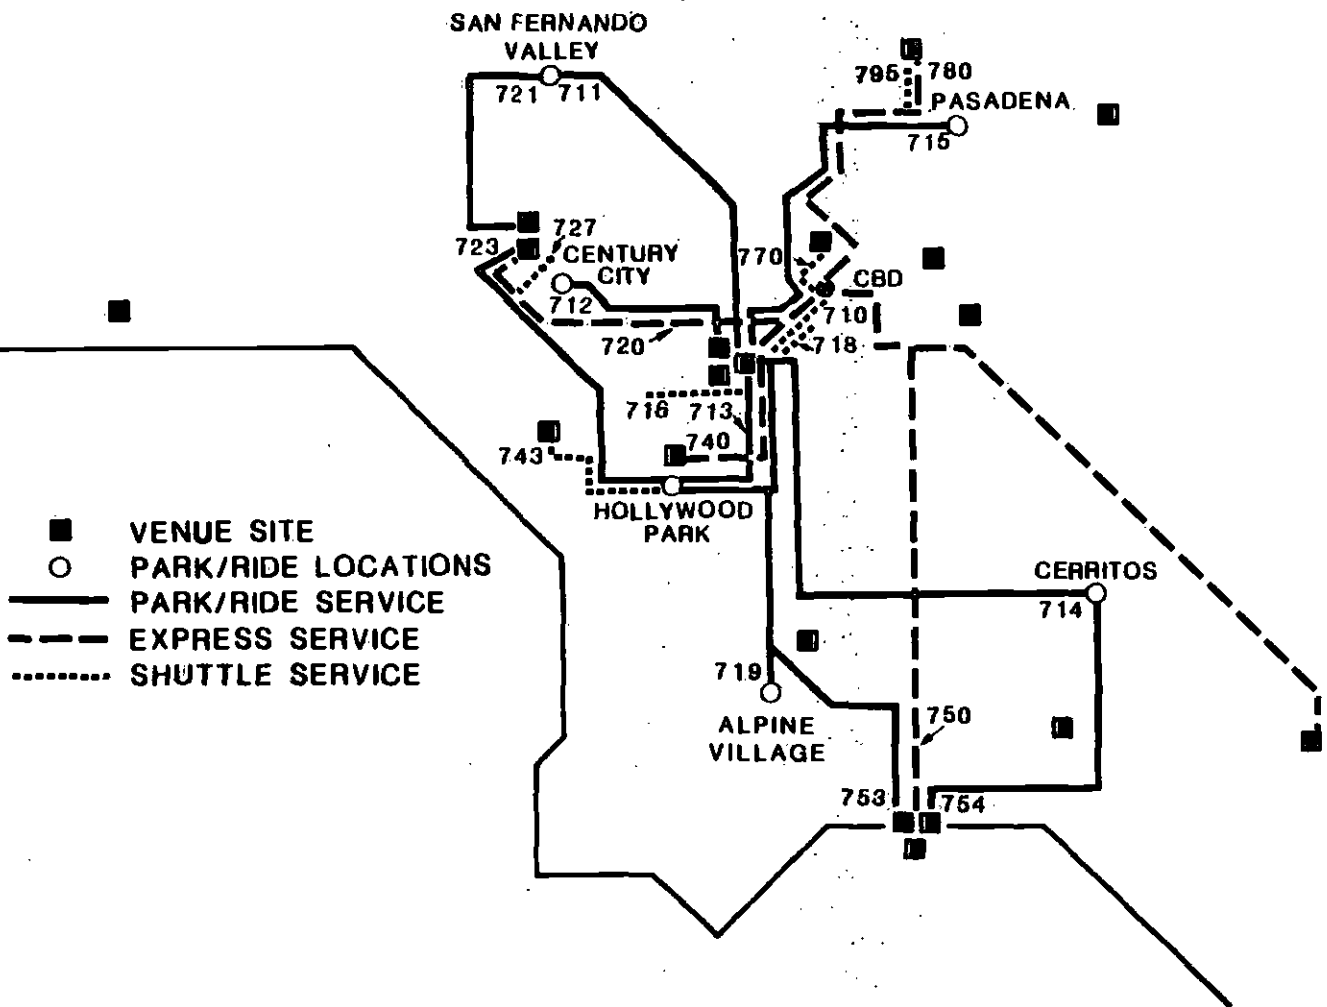 SAN FERNANDO
VALLEY
721
711
795
780
PASADENA
715
723
727
CENTURY
CITY
712
770
CBD
710
720
718
716
713
740
743
HOLLYWOOD
PARK
VENUE SITE
PARK/RIDE LOCATIONS
PARK/RIDE SERVICE
EXPRESS SERVICE
SHUTTLE SERVICE
CERRITOS
714
719
ALPINE
VILLAGE
750
753
754